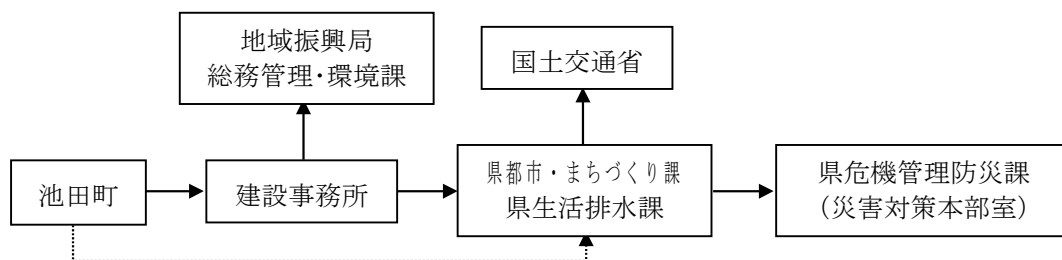 地域振興局
総務管理・環境課
国土交通省
池田町
建設事務所
県都市・まちづくり課
県生活排水課
県危機管理防災課
（災害対策本部室）